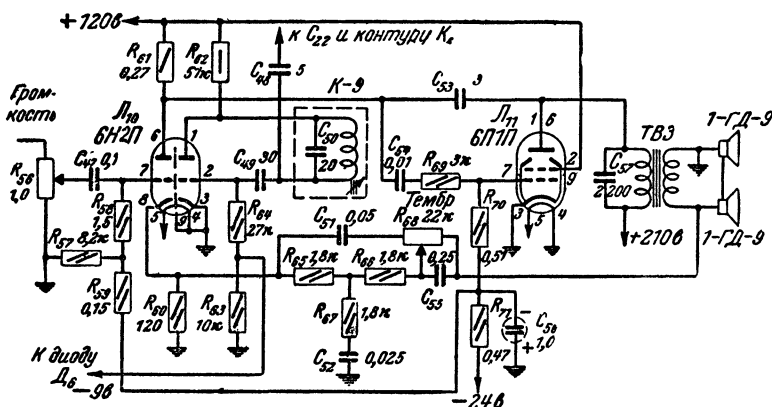 +120в
R₆₁
0,27
R₆₂
51к
к C₂₂ и контуру K₄
C₄₈
5
К-9
C₅₃
9
Л₁₁
6П1П
ТВЗ
1-ГД-9
1-ГД-9
Гром-
кость
Л₁₀
6Н2П
6
1
R₅₆
1,0
C₄₇
0,1
7
2
C₄₉
30
C₅₀
20
C₅₄
0,01
R₆₉
3к
7
1
6
2
9
C₅₇
2200
+210в
8
5
9
4
3
3
5
4
R₅₈
1,5
R₅₇
8,2к
R₆₄
27к
C₅₁
0,05
Тембр
R₆₈
22к
R₇₀
0,51
R₅₉
0,15
R₆₀
120
R₆₃
10к
R₆₅
1,8к
R₆₆
1,8к
0,25
C₅₅
R₆₇
1,8к
C₅₂
0,025
R₇₁
0,47
C₅₆
1,0
-
+
К диоду
Д₆
-9в
-24в